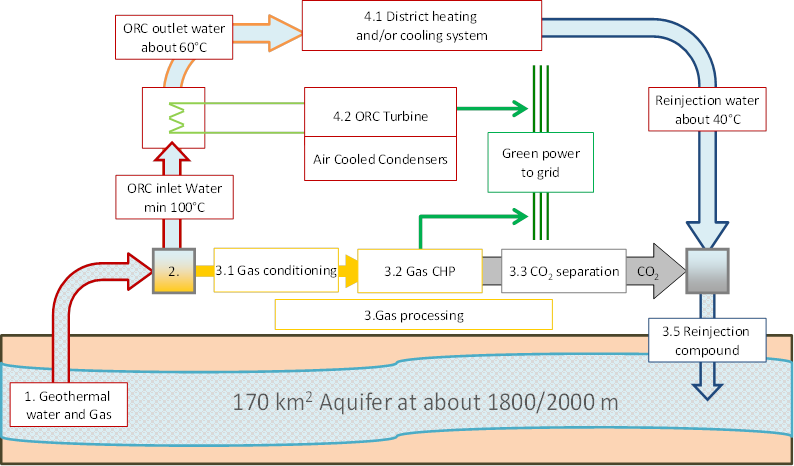 ORC outlet water
about 60°C
4.1 District heating
and/or cooling system
4.2 ORC Turbine
Air Cooled Condensers
Green power
to grid
Reinjection water
about 40°C
ORC inlet Water
min 100°C
2.
3.1 Gas conditioning
3.2 Gas CHP
3.3 CO₂ separation
CO₂
3.Gas processing
3.5 Reinjection
compound
1. Geothermal
water and Gas
170 km² Aquifer at about 1800/2000 m